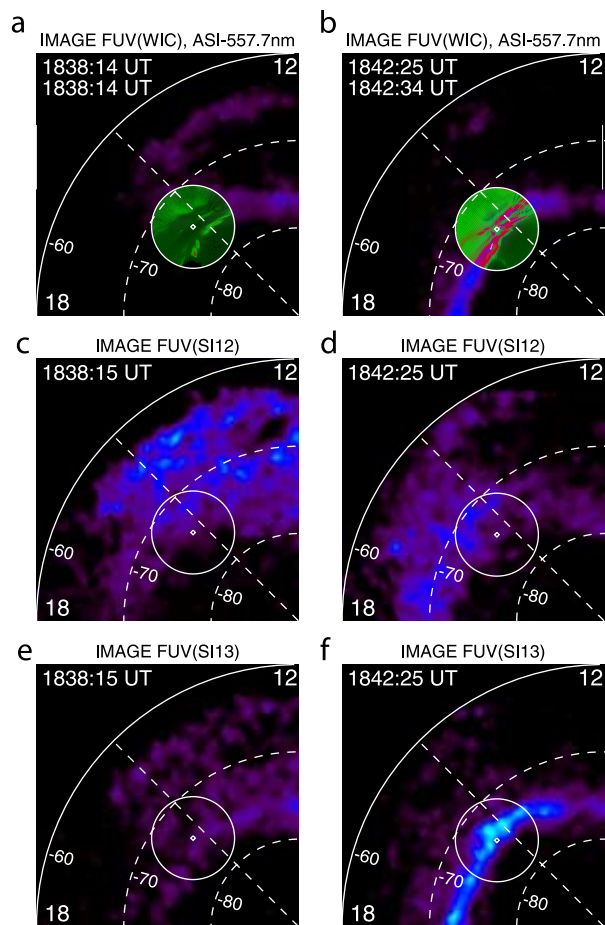 a
IMAGE FUV(WIC), ASI-557.7nm
1838:14 UT
1838:14 UT
12
-60
-70
-80
18
b
IMAGE FUV(WIC), ASI-557.7nm
1842:25 UT
1842:34 UT
12
-60
-70
-80
18
c
IMAGE FUV(SI12)
1838:15 UT
12
-60
-70
-80
18
d
IMAGE FUV(SI12)
1842:25 UT
12
-60
-70
-80
18
e
IMAGE FUV(SI13)
1838:15 UT
12
-60
-70
-80
18
f
IMAGE FUV(SI13)
1842:25 UT
12
-60
-70
-80
18